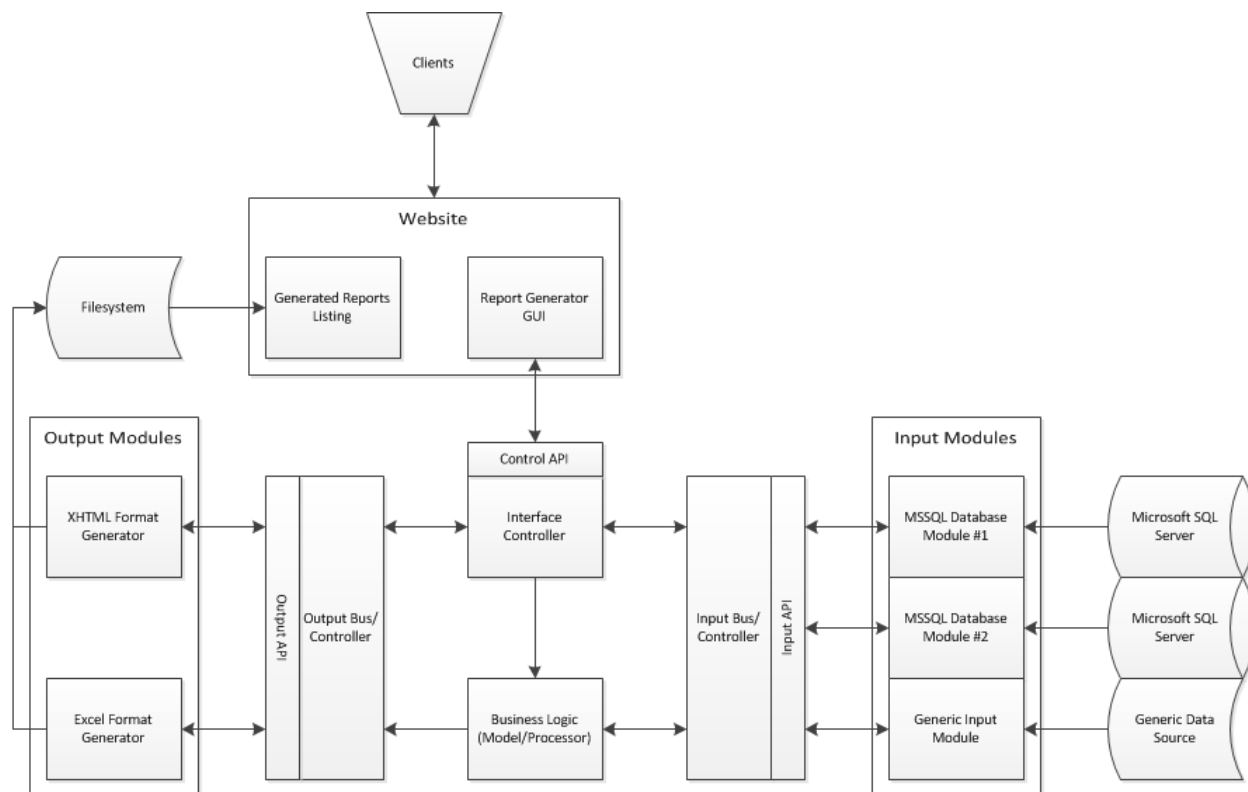 Clients
Website
Filesystem
Generated Reports
Listing
Report Generator
GUI
Output Modules
Control API
Input Modules
XHTML Format
Generator
Interface
Controller
MSSQL Database
Module #1
Microsoft SQL
Server
Output API
Output Bus/
Controller
Input Bus/
Controller
Input API
MSSQL Database
Module #2
Microsoft SQL
Server
Excel Format
Generator
Business Logic
(Model/Processor)
Generic Input
Module
Generic Data
Source